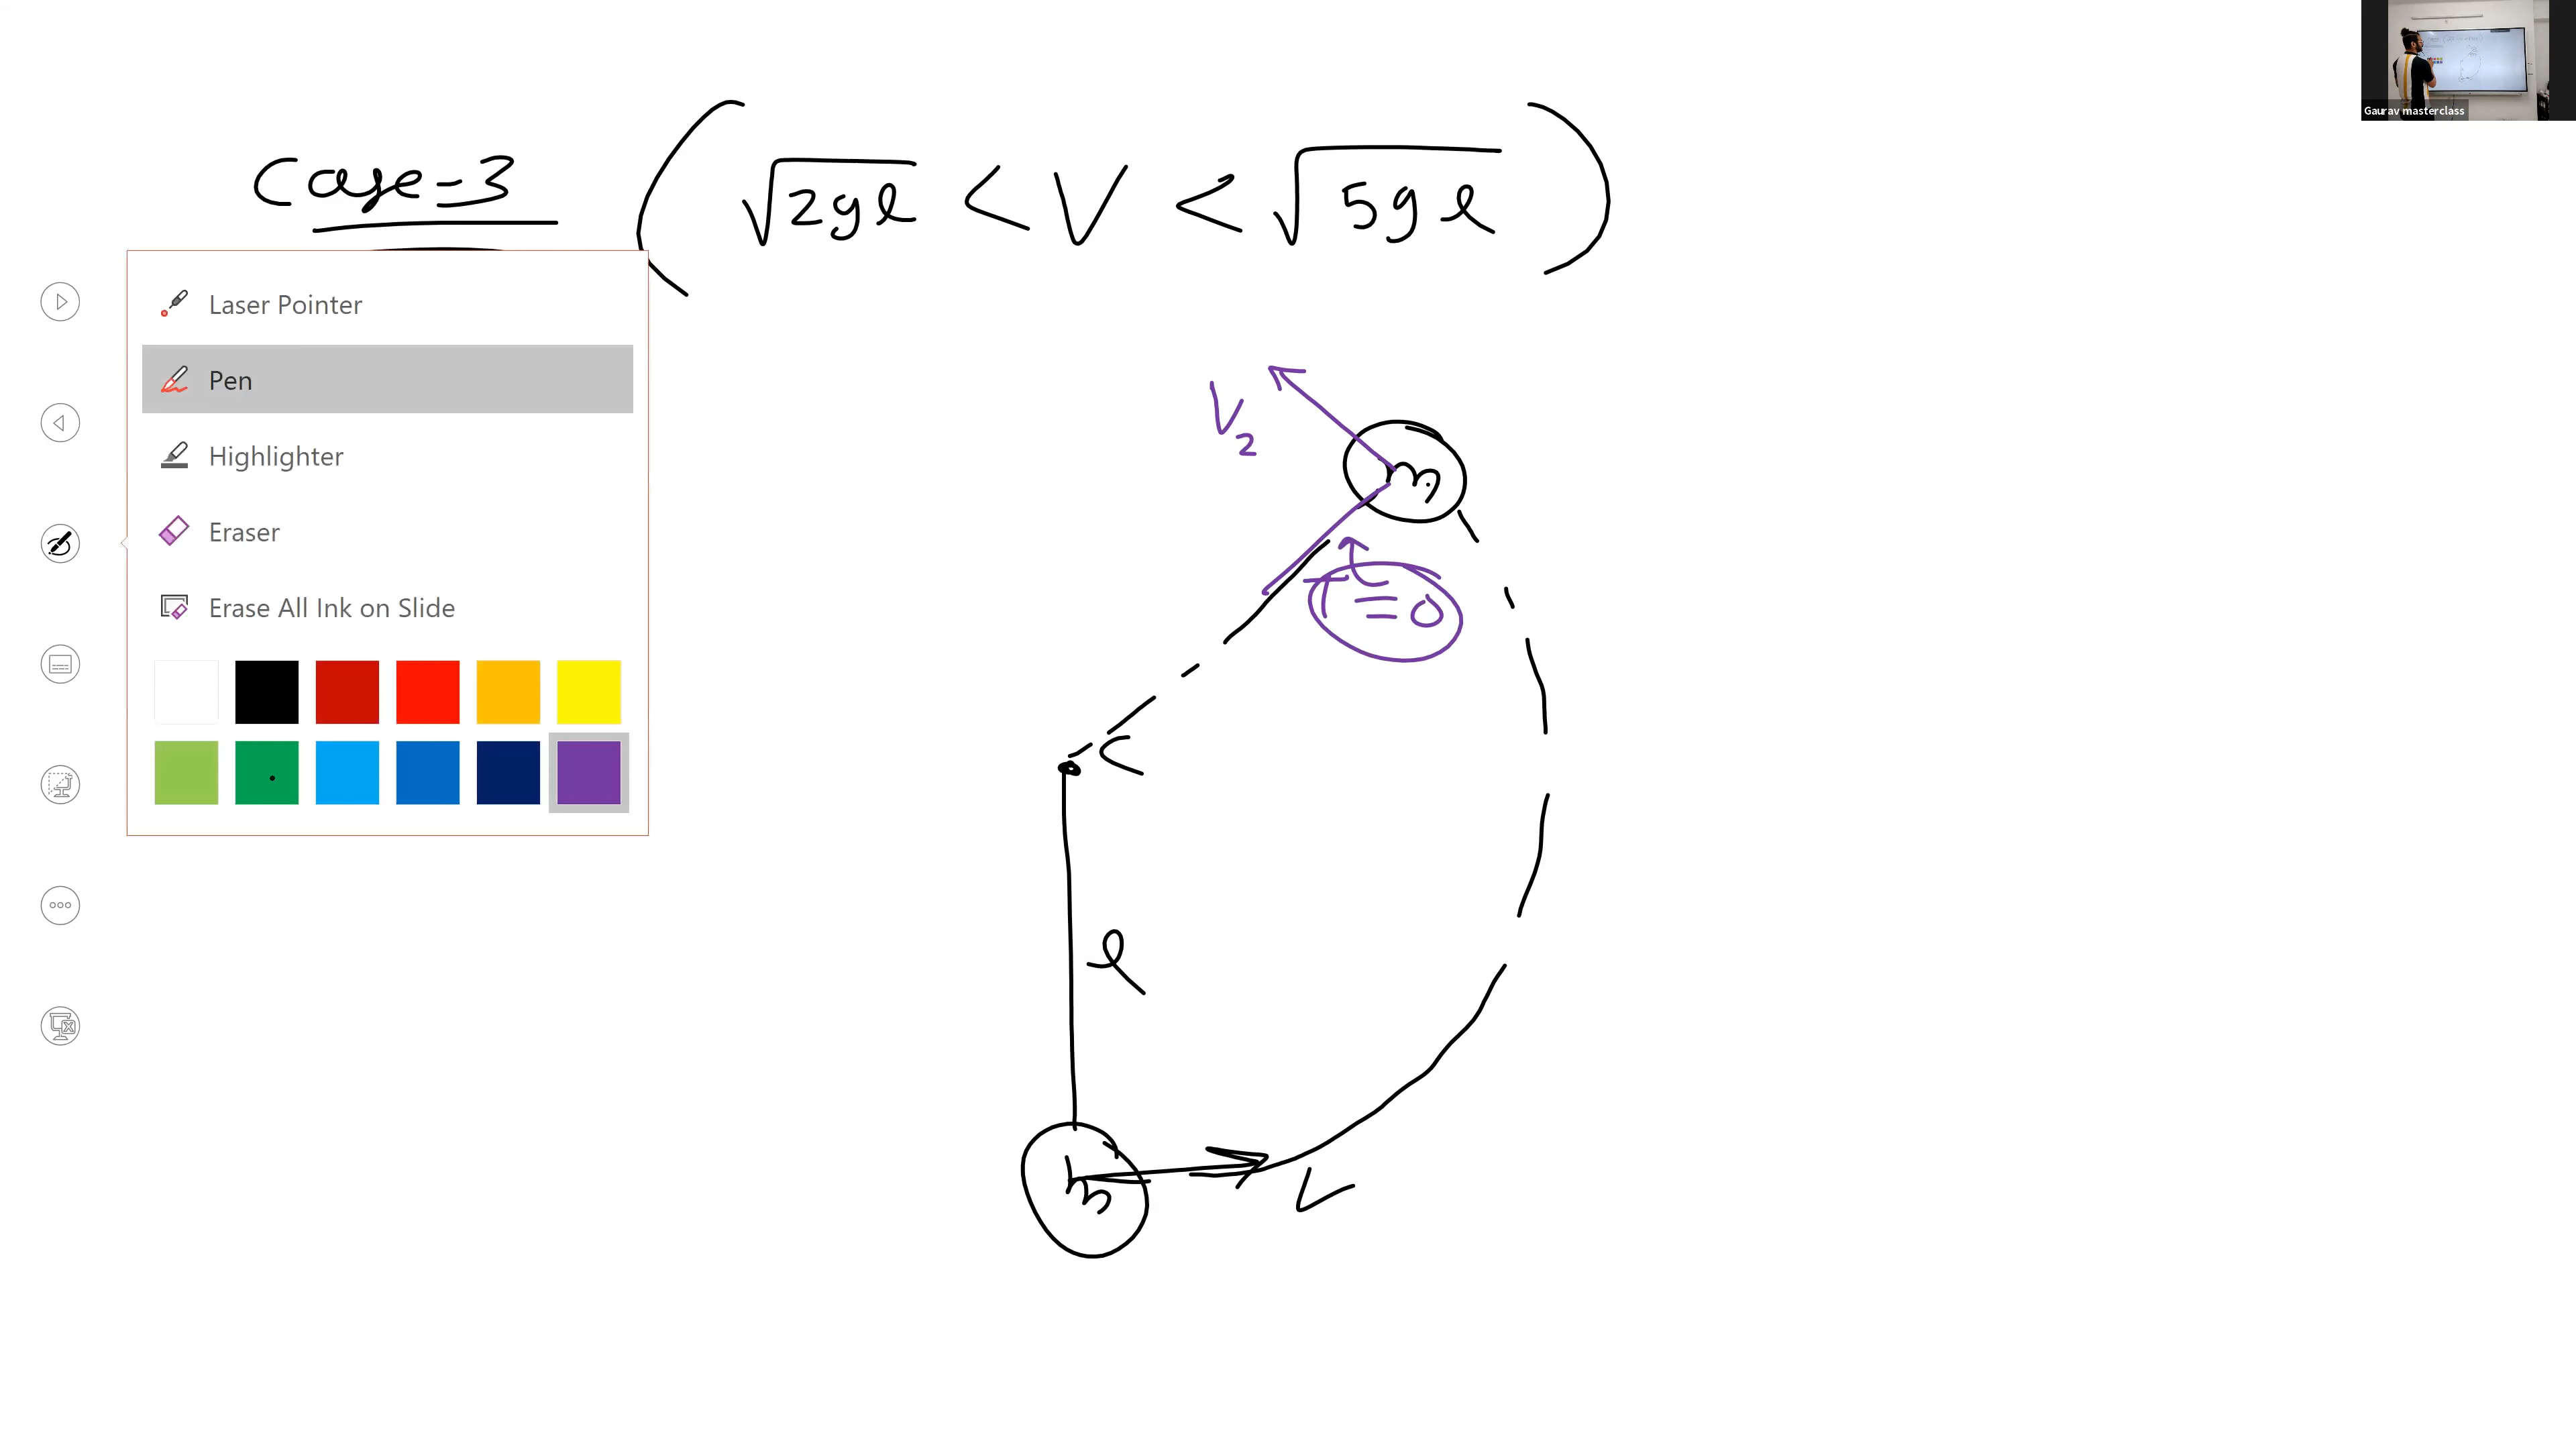 Gaurav masterclass
Case-3 ( √2gl < V < √5gl )
Laser Pointer
Pen
Highlighter
Eraser
Erase All Ink on Slide
V2
m
T=0
C
l
m
V